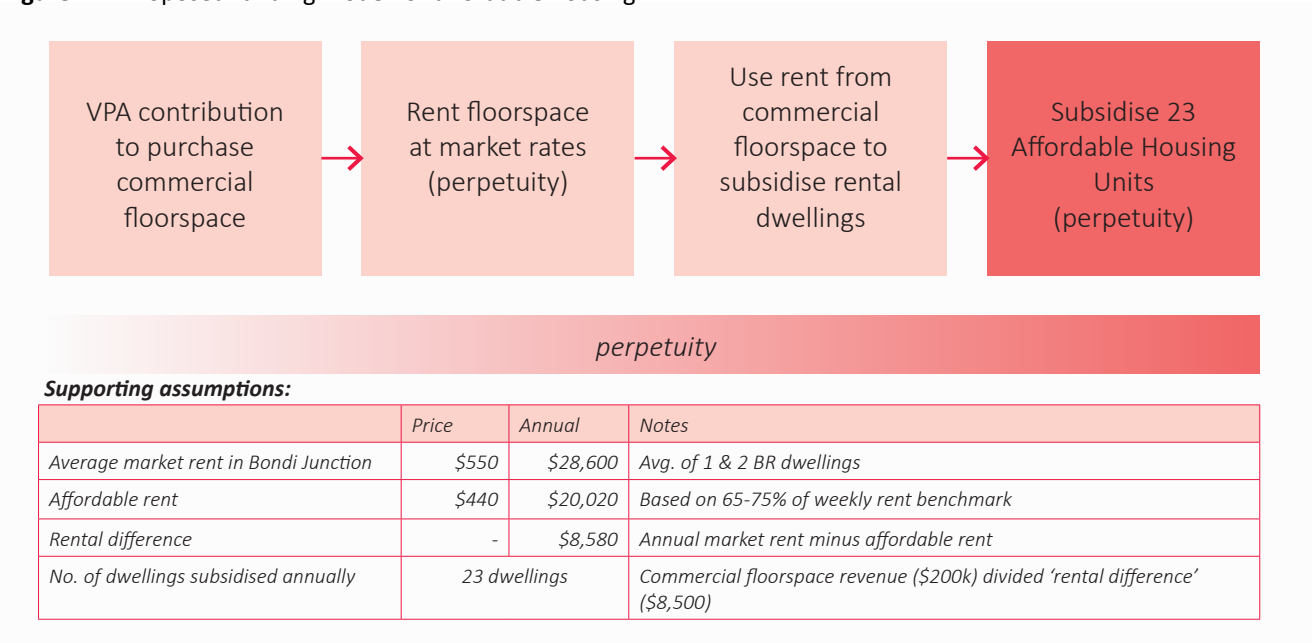 VPA contribution
to purchase
commercial
floorspace
Rent floorspace
at market rates
(perpetuity)
Use rent from
commercial
floorspace to
subsidise rental
dwellings
Subsidise 23
Affordable Housing
Units
(perpetuity)
perpetuity
Supporting assumptions:
Price Annual Notes
Average market rent in Bondi Junction $550 $28,600 Avg. of 1 & 2 BR dwellings
Affordable rent $440 $20,020 Based on 65-75% of weekly rent benchmark
Rental difference - $8,580 Annual market rent minus affordable rent
No. of dwellings subsidised annually 23 dwellings Commercial floorspace revenue ($200k) divided ‘rental difference’
($8,500)